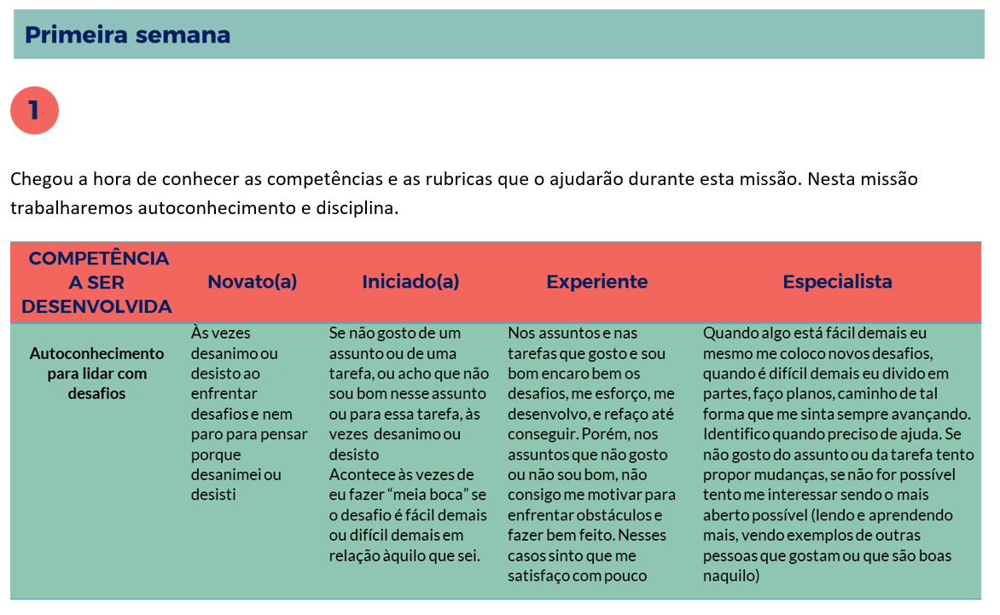 Primeira semana
1
Chegou a hora de conhecer as competências e as rubricas que o ajudarão durante esta missão. Nesta missão
trabalharemos autoconhecimento e disciplina.
COMPETÊNCIA
A SER
DESENVOLVIDA
Novato(a)
Iniciado(a)
Experiente
Especialista
Autoconhecimento
para lidar com
desafios
Às vezes
desanimo ou
desisto ao
enfrentar
desafios e nem
paro para pensar
porque
desanimei ou
desisti
Se não gosto de um
assunto ou de uma
tarefa, ou acho que não
sou bom nesse assunto
ou para essa tarefa, às
vezes desanimo ou
desisto
Acontece às vezes de
eu fazer “meia boca” se
o desafio é fácil demais
ou difícil demais em
relação àquilo que sei.
Nos assuntos e nas
tarefas que gosto e sou
bom encaro bem os
desafios, me esforço, me
desenvolvo, e refaço até
conseguir. Porém, nos
assuntos que não gosto
ou não sou bom, não
consigo me motivar para
enfrentar obstáculos e
fazer bem feito. Nesses
casos sinto que me
satisfaço com pouco
Quando algo está fácil demais eu
mesmo me coloco novos desafios,
quando é difícil demais eu divido em
partes, faço planos, caminho de tal
forma que me sinta sempre avançando.
Identifico quando preciso de ajuda. Se
não gosto do assunto ou da tarefa tento
propor mudanças, se não for possível
tento me interessar sendo o mais
aberto possível (lendo e aprendendo
mais, vendo exemplos de outras
pessoas que gostam ou que são boas
naquilo)